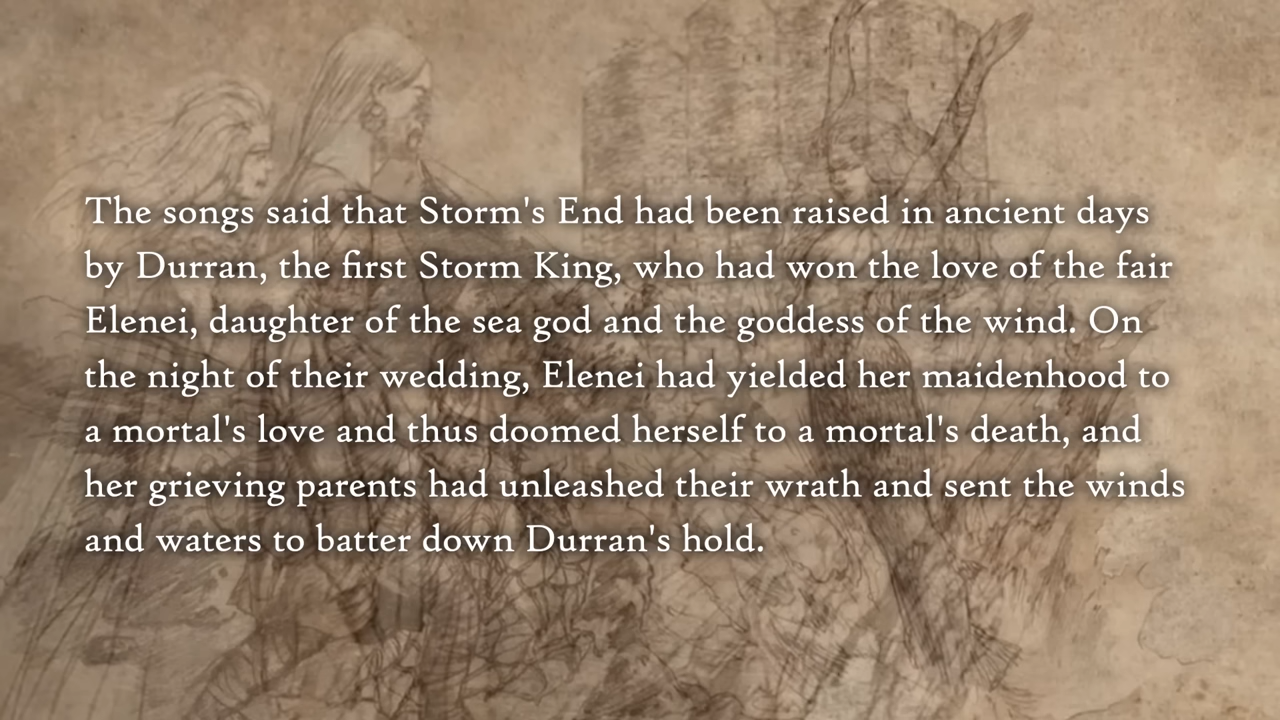 The songs said that Storm's End had been raised in ancient days
by Durran, the first Storm King, who had won the love of the fair
Elenei, daughter of the sea god and the goddess of the wind. On
the night of their wedding, Elenei had yielded her maidenhood to
a mortal's love and thus doomed herself to a mortal's death, and
her grieving parents had unleashed their wrath and sent the winds
and waters to batter down Durran's hold.